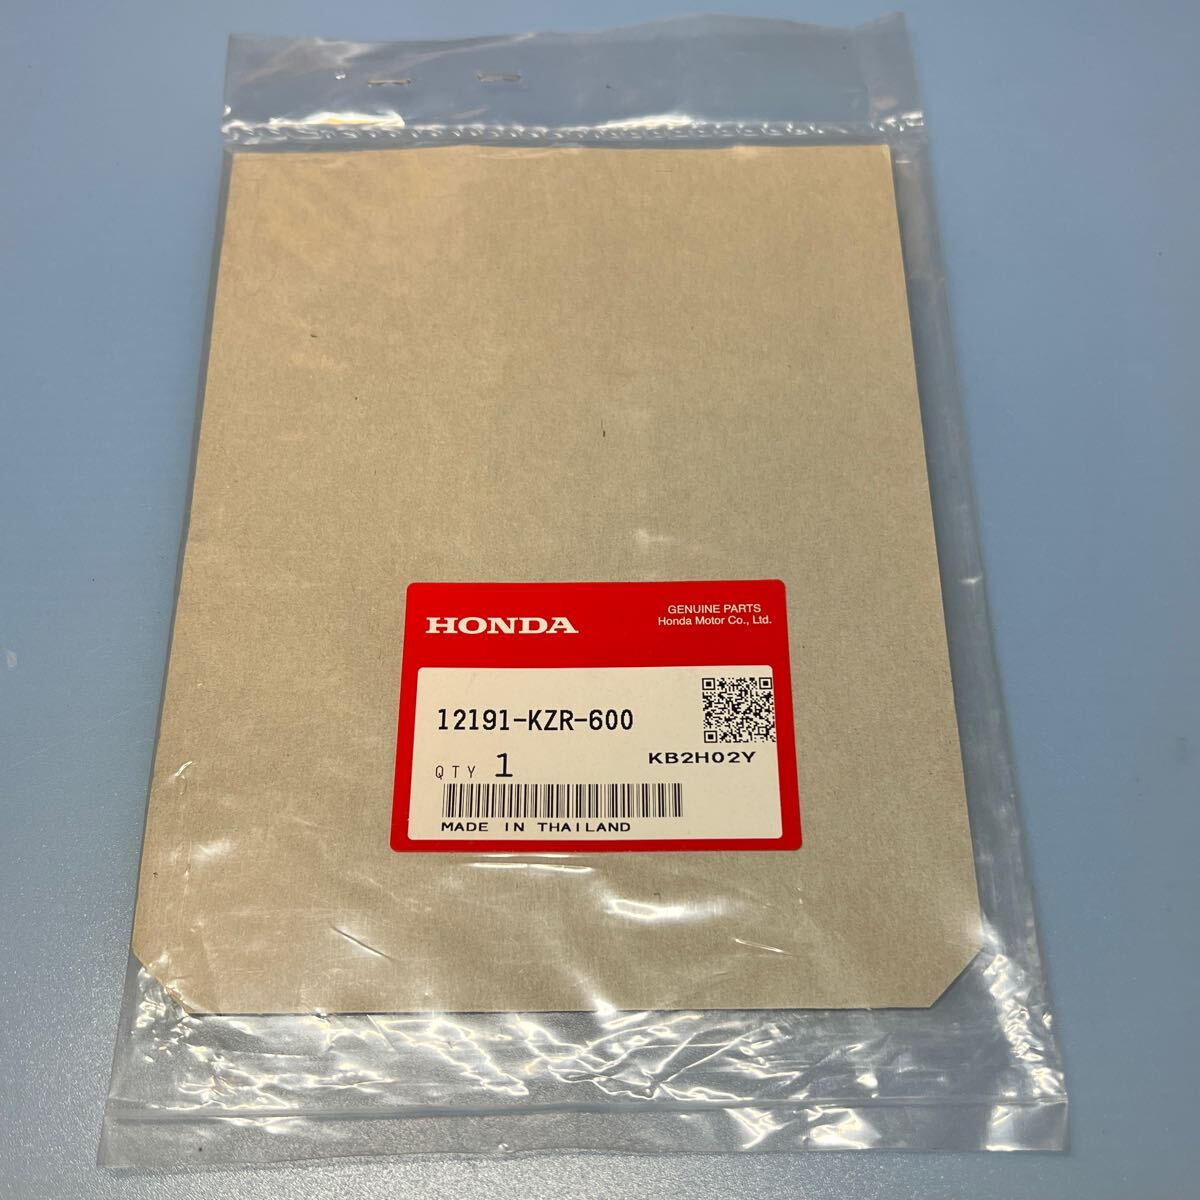 HONDA
GENUINE PARTS
Honda Motor Co., Ltd.
12191-KZR-600
KB2H02Y
QTY 1
MADE IN THAILAND